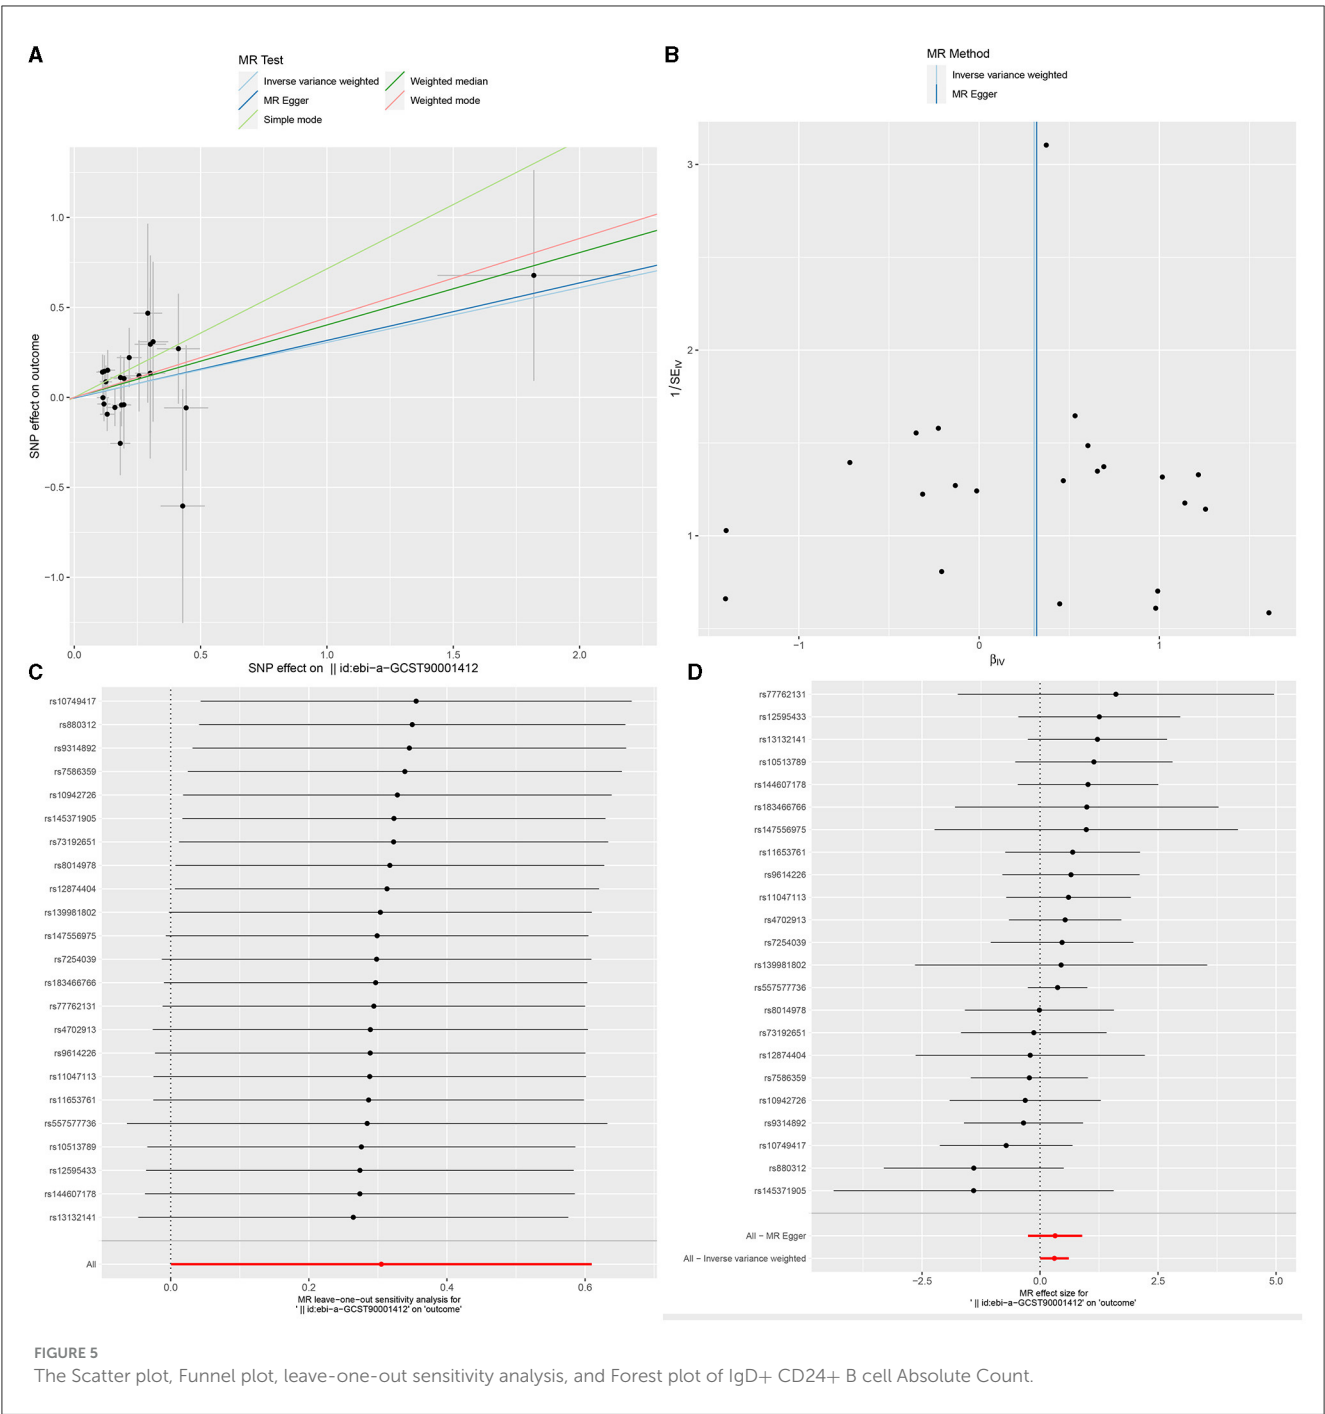 A
MR Test
Inverse variance weighted
MR Egger
Simple mode
Weighted median
Weighted mode
SNP effect on outcome
1.0
0.5
0.0
−0.5
−1.0
0.0 0.5 1.0 1.5 2.0
SNP effect on || id:ebi−a−GCST90001412
B
MR Method
Inverse variance weighted
MR Egger
1/SEIV
3
2
1
−1 0 1
βIV
C
rs10749417
rs880312
rs9314892
rs7586359
rs10942726
rs145371905
rs73192651
rs8014978
rs12874404
rs139981802
rs147556975
rs7254039
rs183466766
rs77762131
rs4702913
rs9614226
rs11047113
rs11653761
rs557577736
rs10513789
rs12595433
rs144607178
rs13132141
All
0.0 0.2 0.4 0.6
MR leave−one−out sensitivity analysis for
' || id:ebi−a−GCST90001412' on 'outcome'
D
rs77762131
rs12595433
rs13132141
rs10513789
rs144607178
rs183466766
rs147556975
rs11653761
rs9614226
rs11047113
rs4702913
rs7254039
rs139981802
rs557577736
rs8014978
rs73192651
rs12874404
rs7586359
rs10942726
rs9314892
rs10749417
rs880312
rs145371905
All − MR Egger
All − Inverse variance weighted
−2.5 0.0 2.5 5.0
MR effect size for
' || id:ebi−a−GCST90001412' on 'outcome'
FIGURE 5
The Scatter plot, Funnel plot, leave-one-out sensitivity analysis, and Forest plot of IgD+ CD24+ B cell Absolute Count.